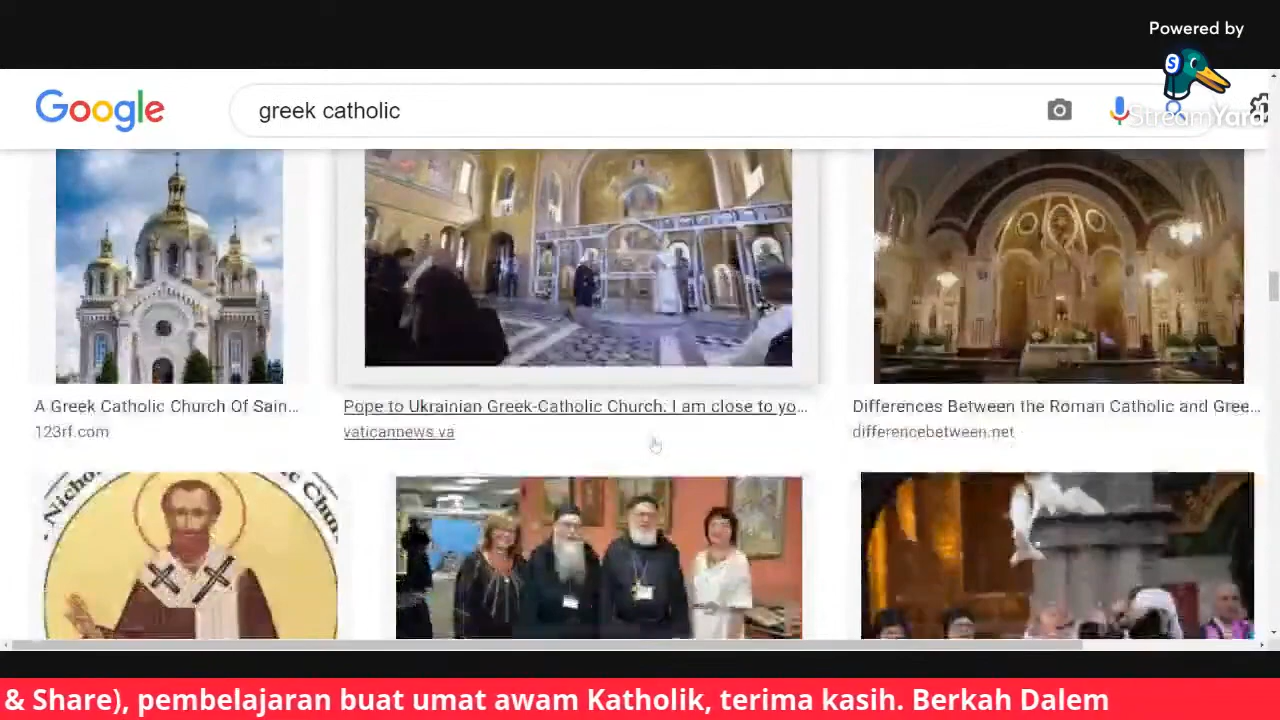 Powered by
StreamYard
Google
greek catholic
A Greek Catholic Church Of Sain...
123rf.com
Pope to Ukrainian Greek-Catholic Church. I am close to yo...
vaticannews.va
Differences Between the Roman Catholic and Gree...
differencebetween.net
& Share), pembelajaran buat umat awam Katholik, terima kasih. Berkah Dalem